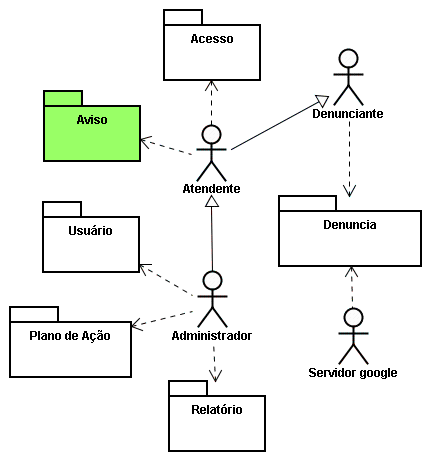 Acesso
Denunciante
Aviso
Atendente
Usuário
Denuncia
Plano de Ação
Administrador
Servidor google
Relatório